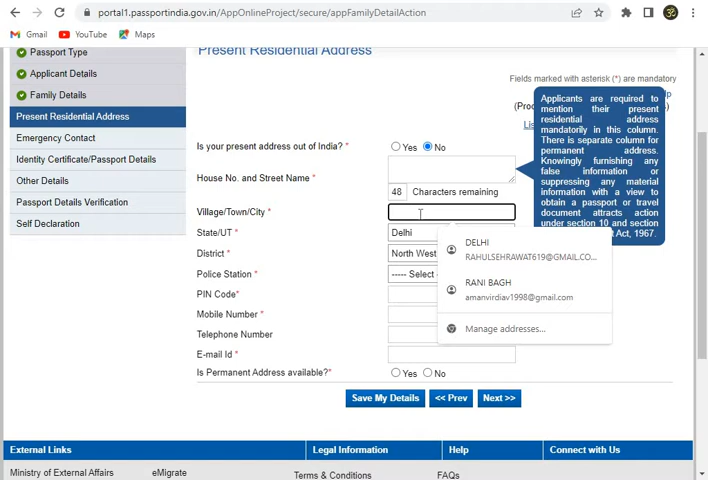 portal1.passportindia.gov.in/AppOnlineProject/secure/appFamilyDetailAction
Gmail
YouTube
Maps
Passport Type
Applicant Details
Family Details
Present Residential Address
Emergency Contact
Identity Certificate/Passport Details
Other Details
Passport Details Verification
Self Declaration
Present Residential Address
Fields marked with asterisk (*) are mandatory
(Pro
Applicants are required to
mention their present
residential address
mandatorily in this column.
There is separate column for
permanent address.
Knowingly furnishing any
false information or
suppressing any material
information with a view to
obtain a passport or travel
document attracts action
under section 10 and section
t Act, 1967.
Is your present address out of India? *
Yes
No
House No. and Street Name *
48 Characters remaining
Village/Town/City *
State/UT *
Delhi
District *
North West
Police Station *
----- Select
PIN Code*
Mobile Number *
Telephone Number
E-mail Id *
Is Permanent Address available?*
Yes
No
DELHI
RAHULSEHRAWAT619@GMAIL.CO...
RANI BAGH
amanvirdiav1998@gmail.com
Manage addresses...
Save My Details
<< Prev
Next >>
External Links
Legal Information
Help
Connect with Us
Ministry of External Affairs
eMigrate
Terms & Conditions
FAQs